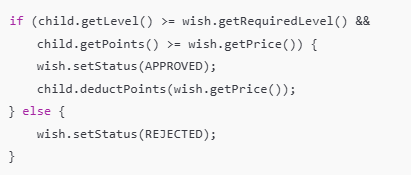 if (child.getLevel() >= wish.getRequiredLevel() &&
    child.getPoints() >= wish.getPrice()) {
    wish.setStatus(APPROVED);
    child.deductPoints(wish.getPrice());
} else {
    wish.setStatus(REJECTED);
}